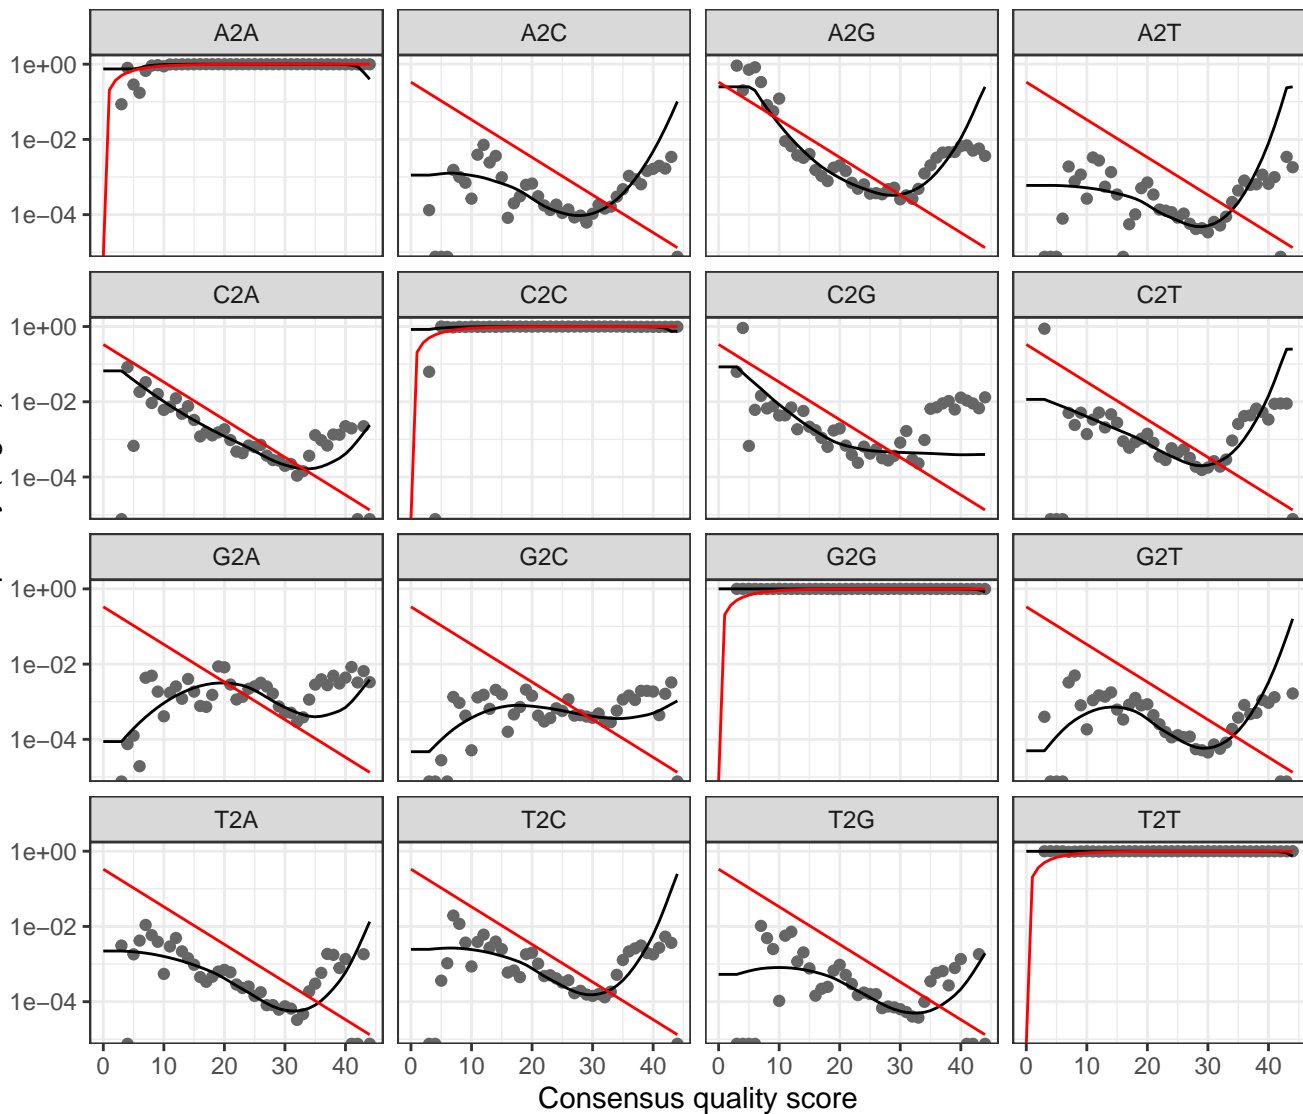 A2A A2C A2G A2T
1e+00
1e−02
1e−04
C2A C2C C2G C2T
1e+00
1e−02
1e−04
G2A G2C G2G G2T
1e+00
1e−02
1e−04
T2A T2C T2G T2T
1e+00
1e−02
1e−04
0 10 20 30 40 0 10 20 30 40 0 10 20 30 40 0 10 20 30 40
Consensus quality score